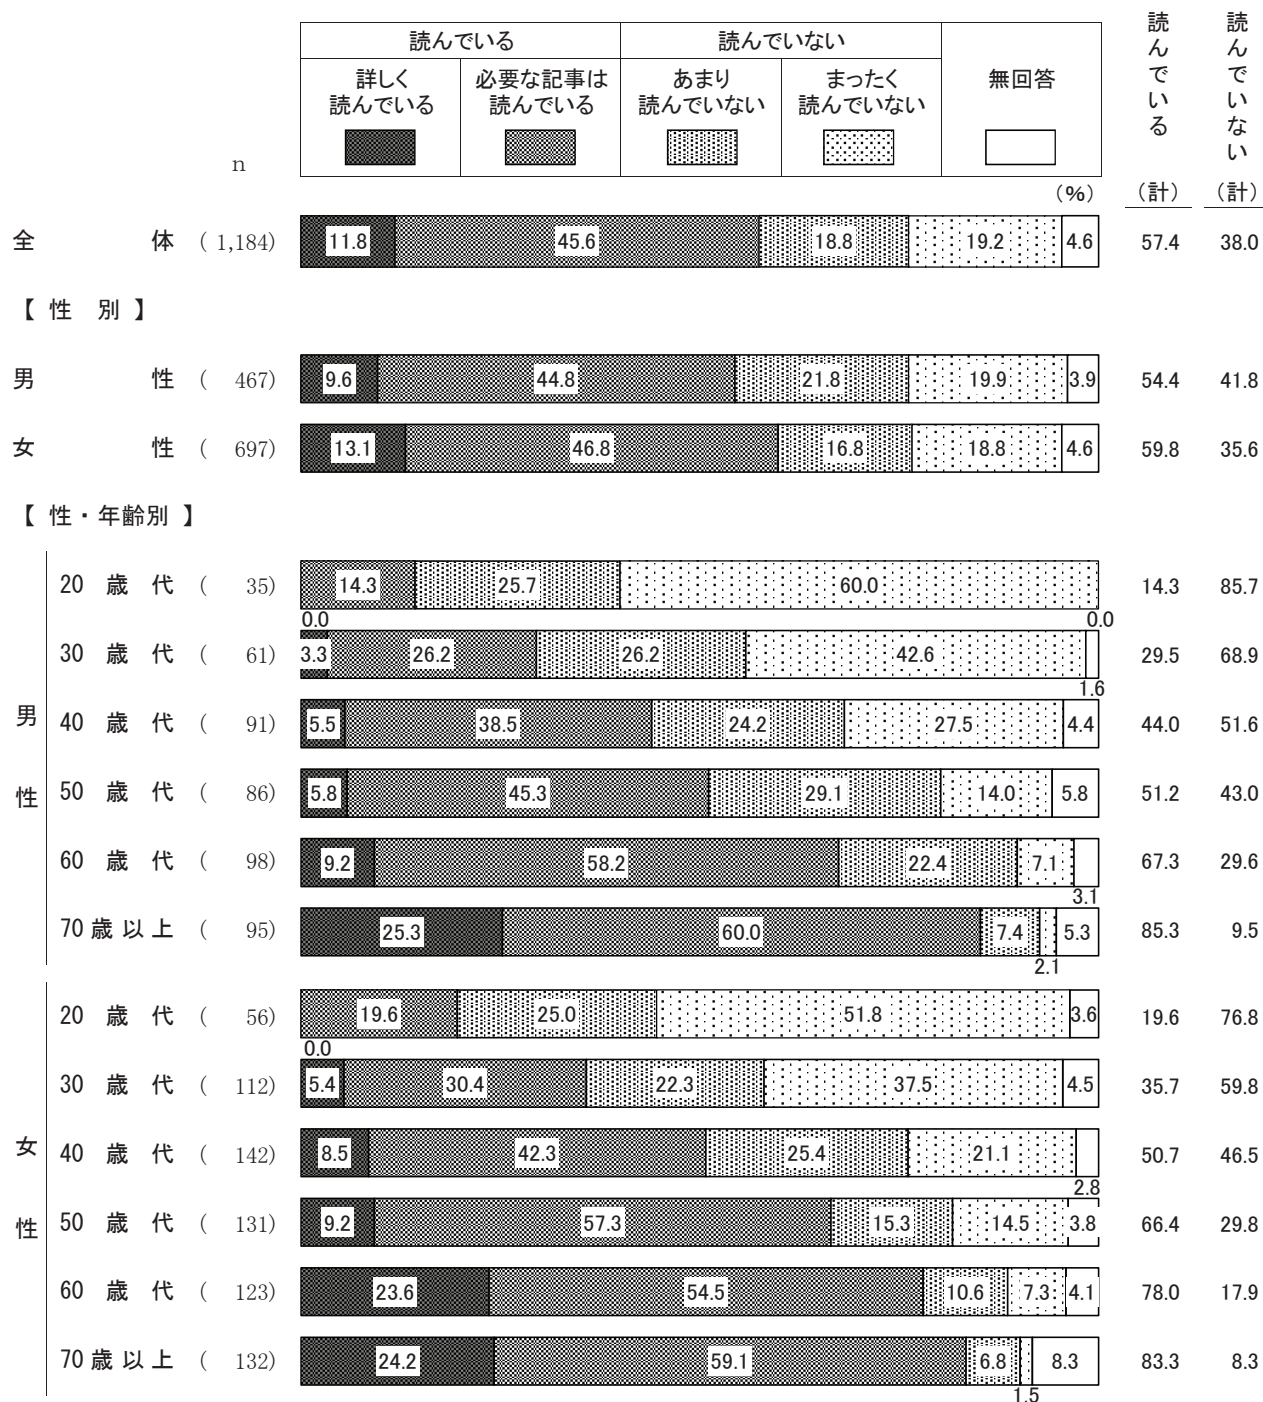 読んでいる 読んでいない
詳しく 必要な記事は あまり まったく 無回答
読んでいる 読んでいる 読んでいない 読んでいない
読んでいる(計) 読んでいない(計)
n
(%)
全体 (1,184) 11.8 45.6 18.8 19.2 4.6 57.4 38.0
【 性 別 】
男性 ( 467) 9.6 44.8 21.8 19.9 3.9 54.4 41.8
女性 ( 697) 13.1 46.8 16.8 18.8 4.6 59.8 35.6
【 性・年齢別 】
男性
20歳代 ( 35) 0.0 14.3 25.7 60.0 0.0 14.3 85.7
30歳代 ( 61) 3.3 26.2 26.2 42.6 1.6 29.5 68.9
40歳代 ( 91) 5.5 38.5 24.2 27.5 4.4 44.0 51.6
50歳代 ( 86) 5.8 45.3 29.1 14.0 5.8 51.2 43.0
60歳代 ( 98) 9.2 58.2 22.4 7.1 3.1 67.3 29.6
70歳以上 ( 95) 25.3 60.0 7.4 2.1 5.3 85.3 9.5
女性
20歳代 ( 56) 0.0 19.6 25.0 51.8 3.6 19.6 76.8
30歳代 ( 112) 5.4 30.4 22.3 37.5 4.5 35.7 59.8
40歳代 ( 142) 8.5 42.3 25.4 21.1 2.8 50.7 46.5
50歳代 ( 131) 9.2 57.3 15.3 14.5 3.8 66.4 29.8
60歳代 ( 123) 23.6 54.5 10.6 7.3 4.1 78.0 17.9
70歳以上 ( 132) 24.2 59.1 6.8 1.5 8.3 83.3 8.3